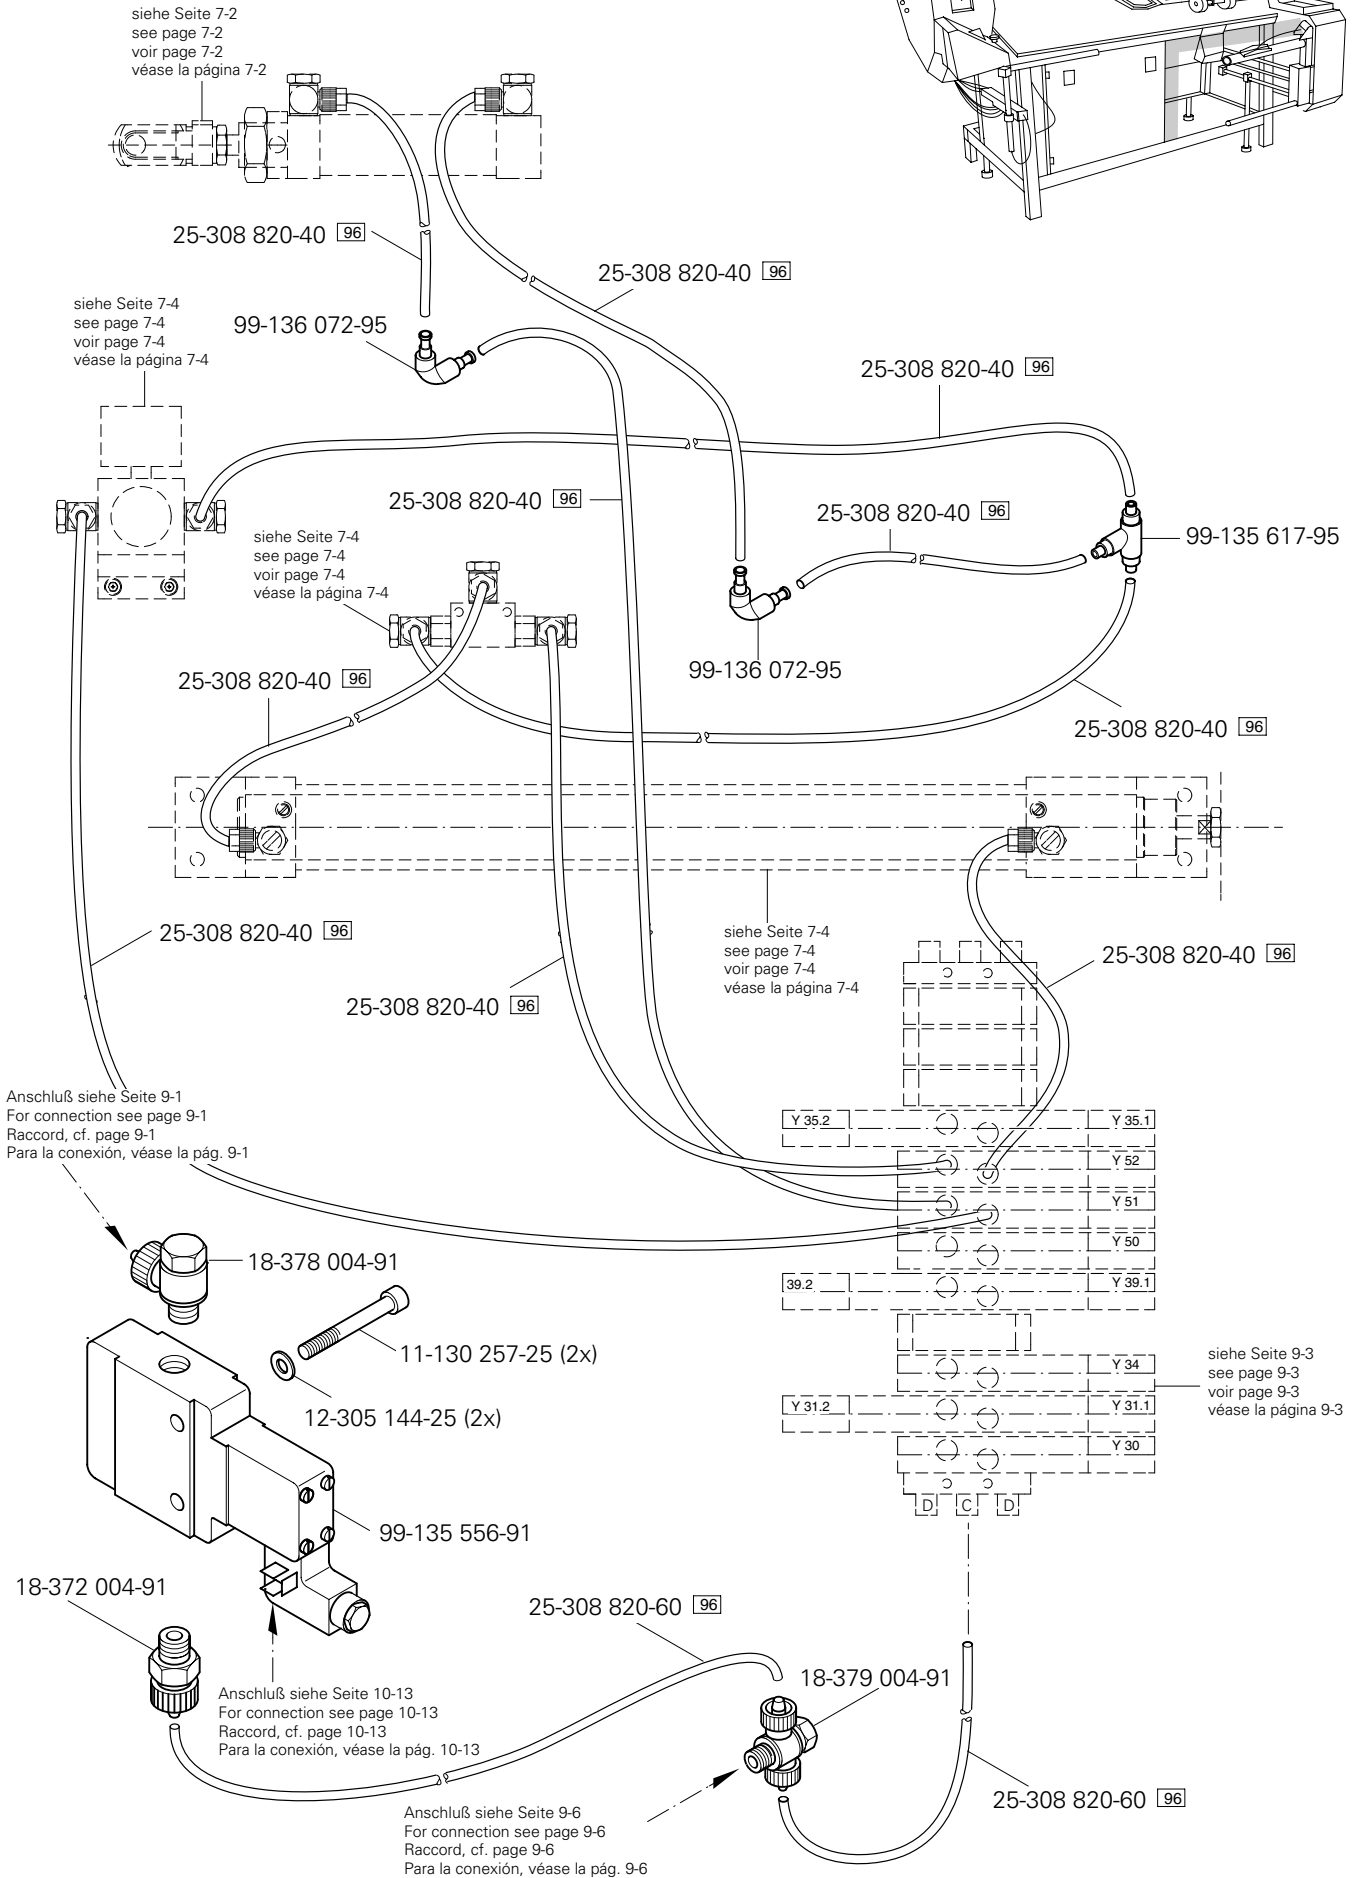 siehe Seite 7-2
see page 7-2
voir page 7-2
véase la página 7-2
25-308 820-40 96
25-308 820-40 96
siehe Seite 7-4
see page 7-4
voir page 7-4
véase la página 7-4
99-136 072-95
25-308 820-40 96
25-308 820-40 96
25-308 820-40 96
99-135 617-95
siehe Seite 7-4
see page 7-4
voir page 7-4
véase la página 7-4
99-136 072-95
25-308 820-40 96
25-308 820-40 96
25-308 820-40 96
siehe Seite 7-4
see page 7-4
voir page 7-4
véase la página 7-4
25-308 820-40 96
25-308 820-40 96
Anschluß siehe Seite 9-1
For connection see page 9-1
Raccord, cf. page 9-1
Para la conexión, véase la pág. 9-1
Y 35.2 Y 35.1
Y 52
Y 51
Y 50
39.2 Y 39.1
18-378 004-91
11-130 257-25 (2x)
12-305 144-25 (2x)
Y 34
Y 31.2 Y 31.1
Y 30
D C D
siehe Seite 9-3
see page 9-3
voir page 9-3
véase la página 9-3
99-135 556-91
18-372 004-91
25-308 820-60 96
18-379 004-91
Anschluß siehe Seite 10-13
For connection see page 10-13
Raccord, cf. page 10-13
Para la conexión, véase la pág. 10-13
25-308 820-60 96
Anschluß siehe Seite 9-6
For connection see page 9-6
Raccord, cf. page 9-6
Para la conexión, véase la pág. 9-6